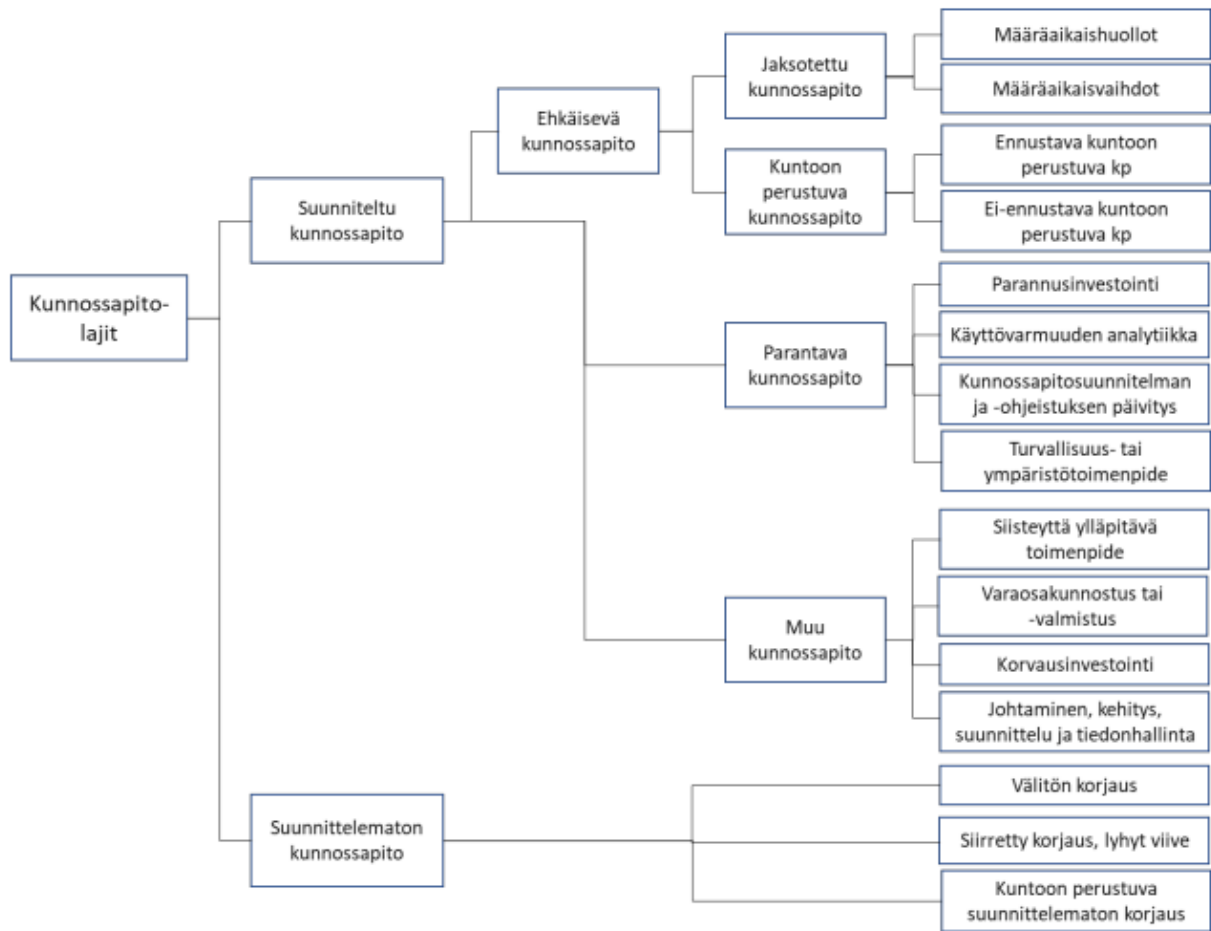 Kunnossapito-
lajit
Suunniteltu
kunnossapito
Ehkäisevä
kunnossapito
Jaksotettu
kunnossapito
Määräaikaishuollot
Määräaikaisvaihdot
Kuntoon
perustuva
kunnossapito
Ennustava kuntoon
perustuva kp
Ei-ennustava kuntoon
perustuva kp
Parantava
kunnossapito
Parannusinvestointi
Käyttövarmuuden analytiikka
Kunnossapitosuunnitelman
ja -ohjeistuksen päivitys
Turvallisuus- tai
ympäristötoimenpide
Muu
kunnossapito
Siisteyttä ylläpitävä
toimenpide
Varaosakunnostus tai
-valmistus
Korvausinvestointi
Johtaminen, kehitys,
suunnittelu ja tiedonhallinta
Suunnittelematon
kunnossapito
Välitön korjaus
Siirretty korjaus, lyhyt viive
Kuntoon perustuva
suunnittelematon korjaus